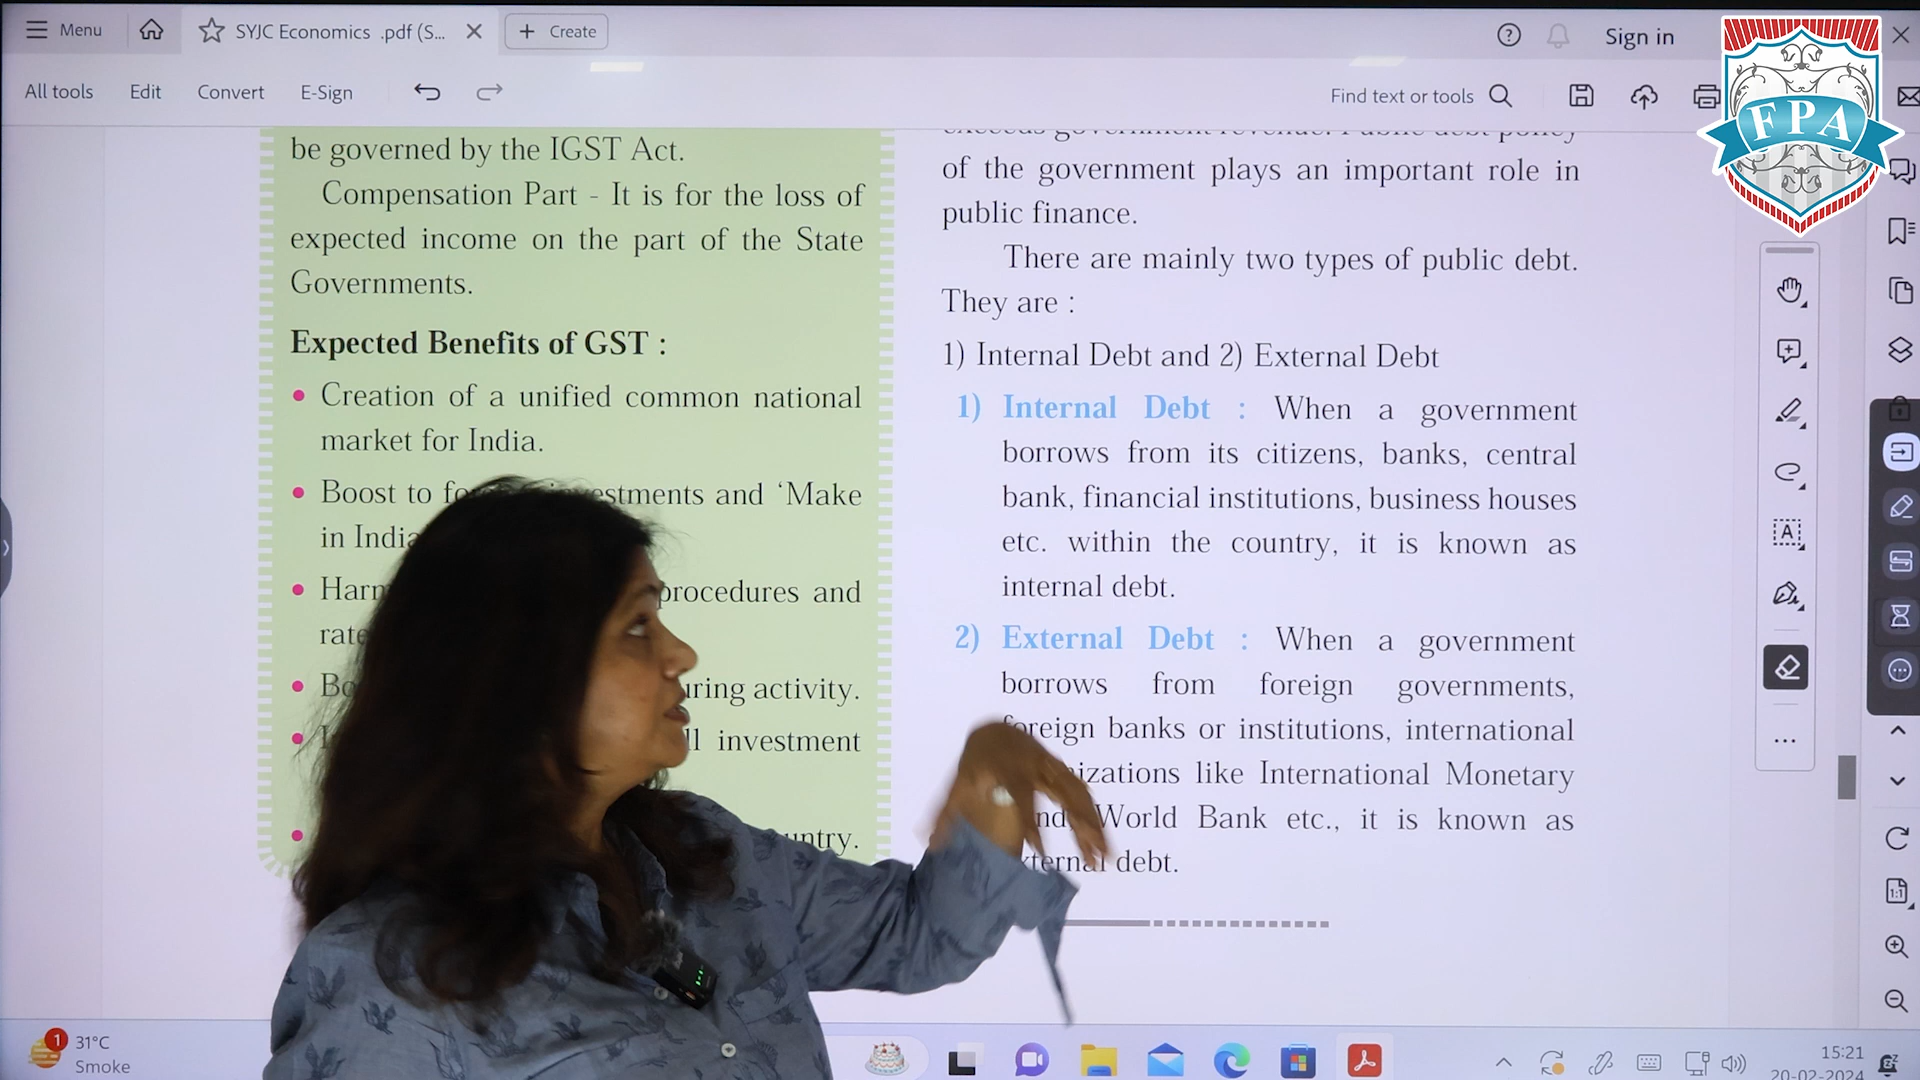 Menu
SYJC Economics .pdf (S...
Create
Sign in
All tools
Edit
Convert
E-Sign
Find text or tools
FPA
be governed by the IGST Act.
Compensation Part - It is for the loss of
expected income on the part of the State
Governments.
Expected Benefits of GST :
Creation of a unified common national
market for India.
Boost to investments and ‘Make
in India
procedures and
activity.
investment
of the government plays an important role in
public finance.
There are mainly two types of public debt.
They are :
1) Internal Debt and 2) External Debt
1) Internal Debt : When a government
borrows from its citizens, banks, central
bank, financial institutions, business houses
etc. within the country, it is known as
internal debt.
2) External Debt : When a government
borrows from foreign governments,
foreign banks or institutions, international
like International Monetary
World Bank etc., it is known as
external debt.
1
31°C
Smoke
15:21
20-02-2024